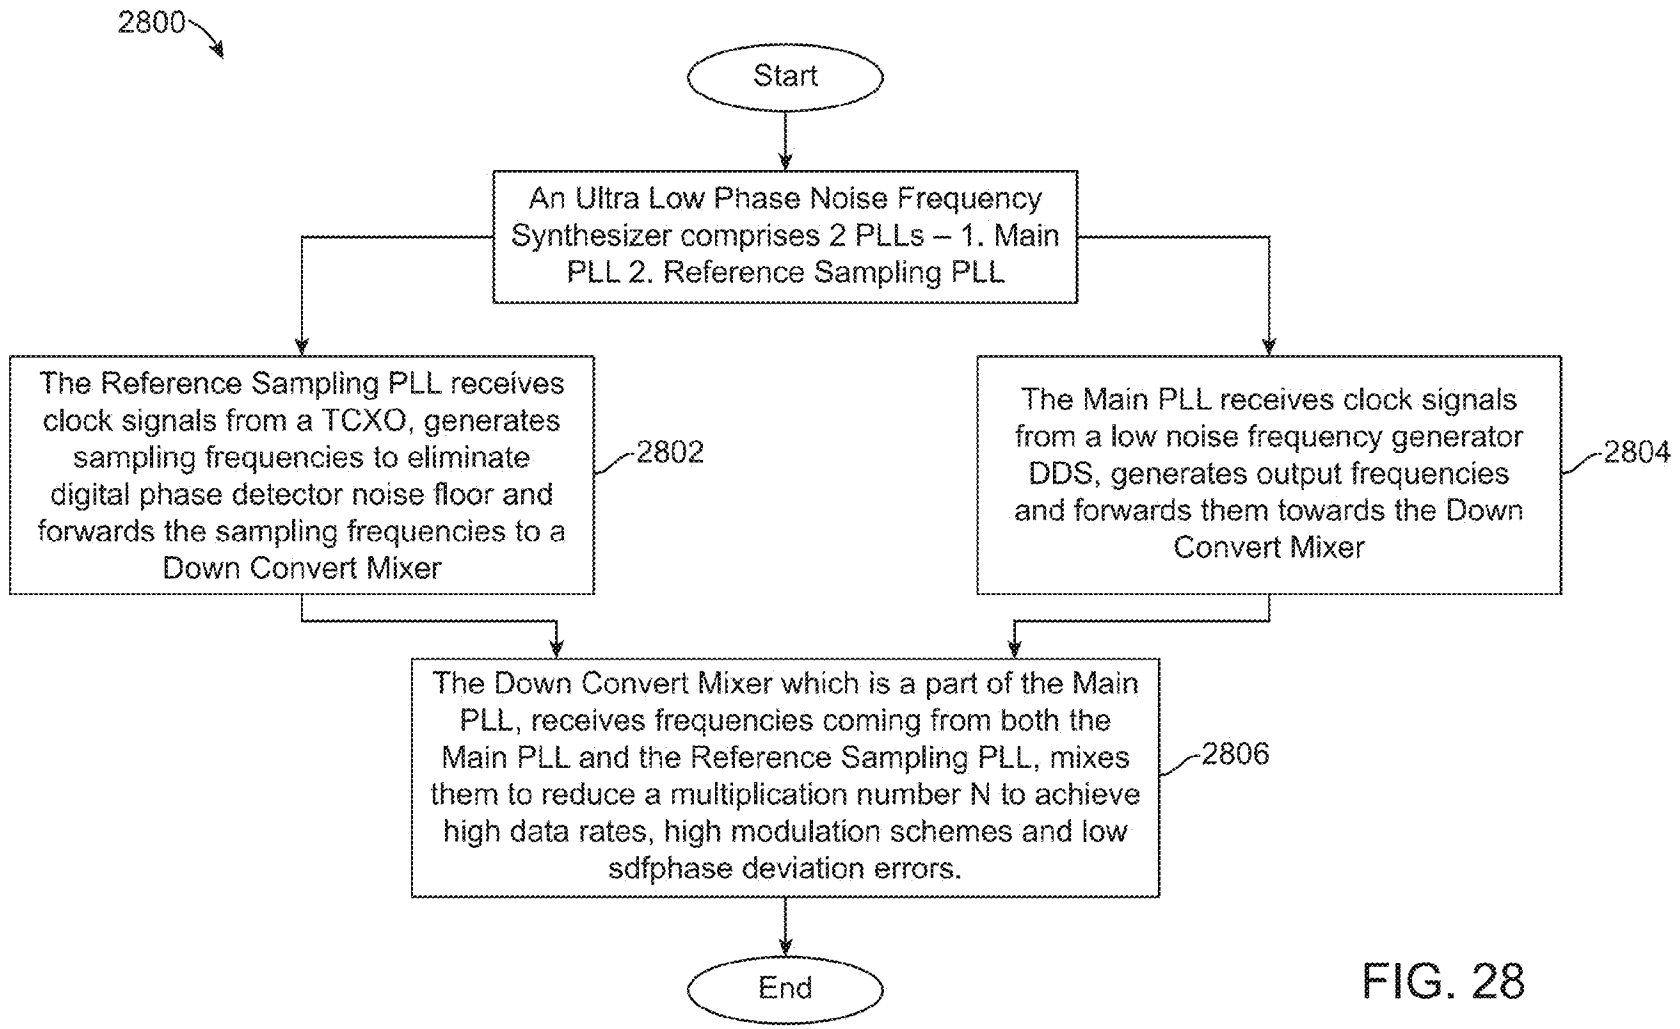 2800
Start
An Ultra Low Phase Noise Frequency
Synthesizer comprises 2 PLLs – 1. Main
PLL 2. Reference Sampling PLL
The Reference Sampling PLL receives
clock signals from a TCXO, generates
sampling frequencies to eliminate
digital phase detector noise floor and
forwards the sampling frequencies to a
Down Convert Mixer
2802
The Main PLL receives clock signals
from a low noise frequency generator
DDS, generates output frequencies
and forwards them towards the Down
Convert Mixer
2804
The Down Convert Mixer which is a part of the Main
PLL, receives frequencies coming from both the
Main PLL and the Reference Sampling PLL, mixes
them to reduce a multiplication number N to achieve
high data rates, high modulation schemes and low
sdfphase deviation errors.
2806
End
FIG. 28